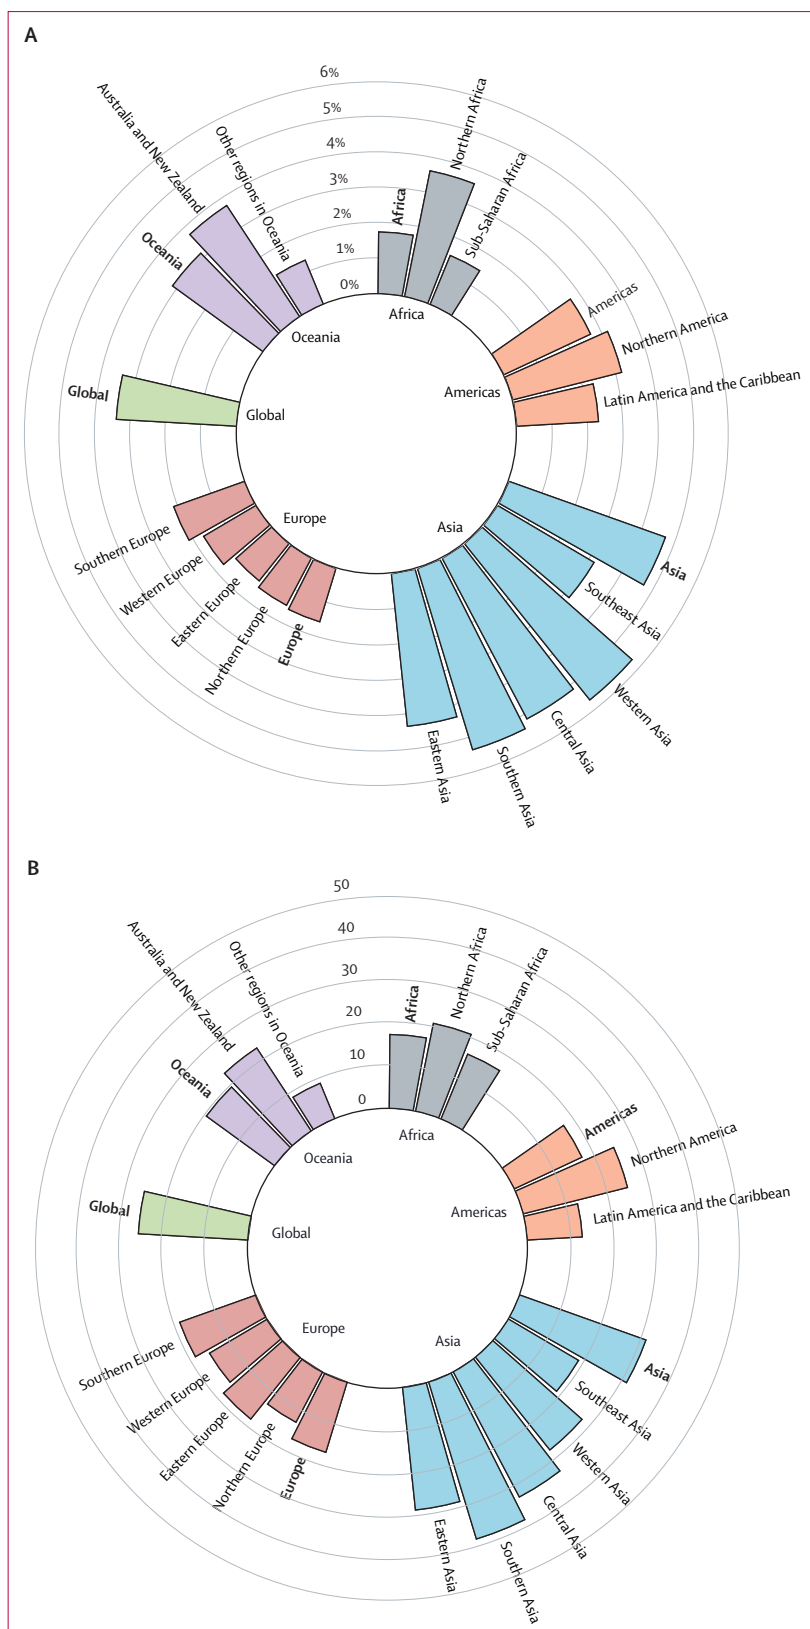 A
6%
5%
4%
3%
2%
1%
0%
Africa
Northern Africa
Sub-Saharan Africa
Africa
Americas
Northern America
Latin America and the Caribbean
Americas
Asia
Southeast Asia
Western Asia
Central Asia
Southern Asia
Eastern Asia
Asia
Europe
Northern Europe
Eastern Europe
Western Europe
Southern Europe
Europe
Global
Global
Oceania
Australia and New Zealand
Other regions in Oceania
Oceania
B
50
40
30
20
10
0
Africa
Northern Africa
Sub-Saharan Africa
Africa
Americas
Northern America
Latin America and the Caribbean
Americas
Asia
Southeast Asia
Western Asia
Central Asia
Southern Asia
Eastern Asia
Asia
Europe
Northern Europe
Eastern Europe
Western Europe
Southern Europe
Europe
Global
Global
Oceania
Australia and New Zealand
Other regions in Oceania
Oceania